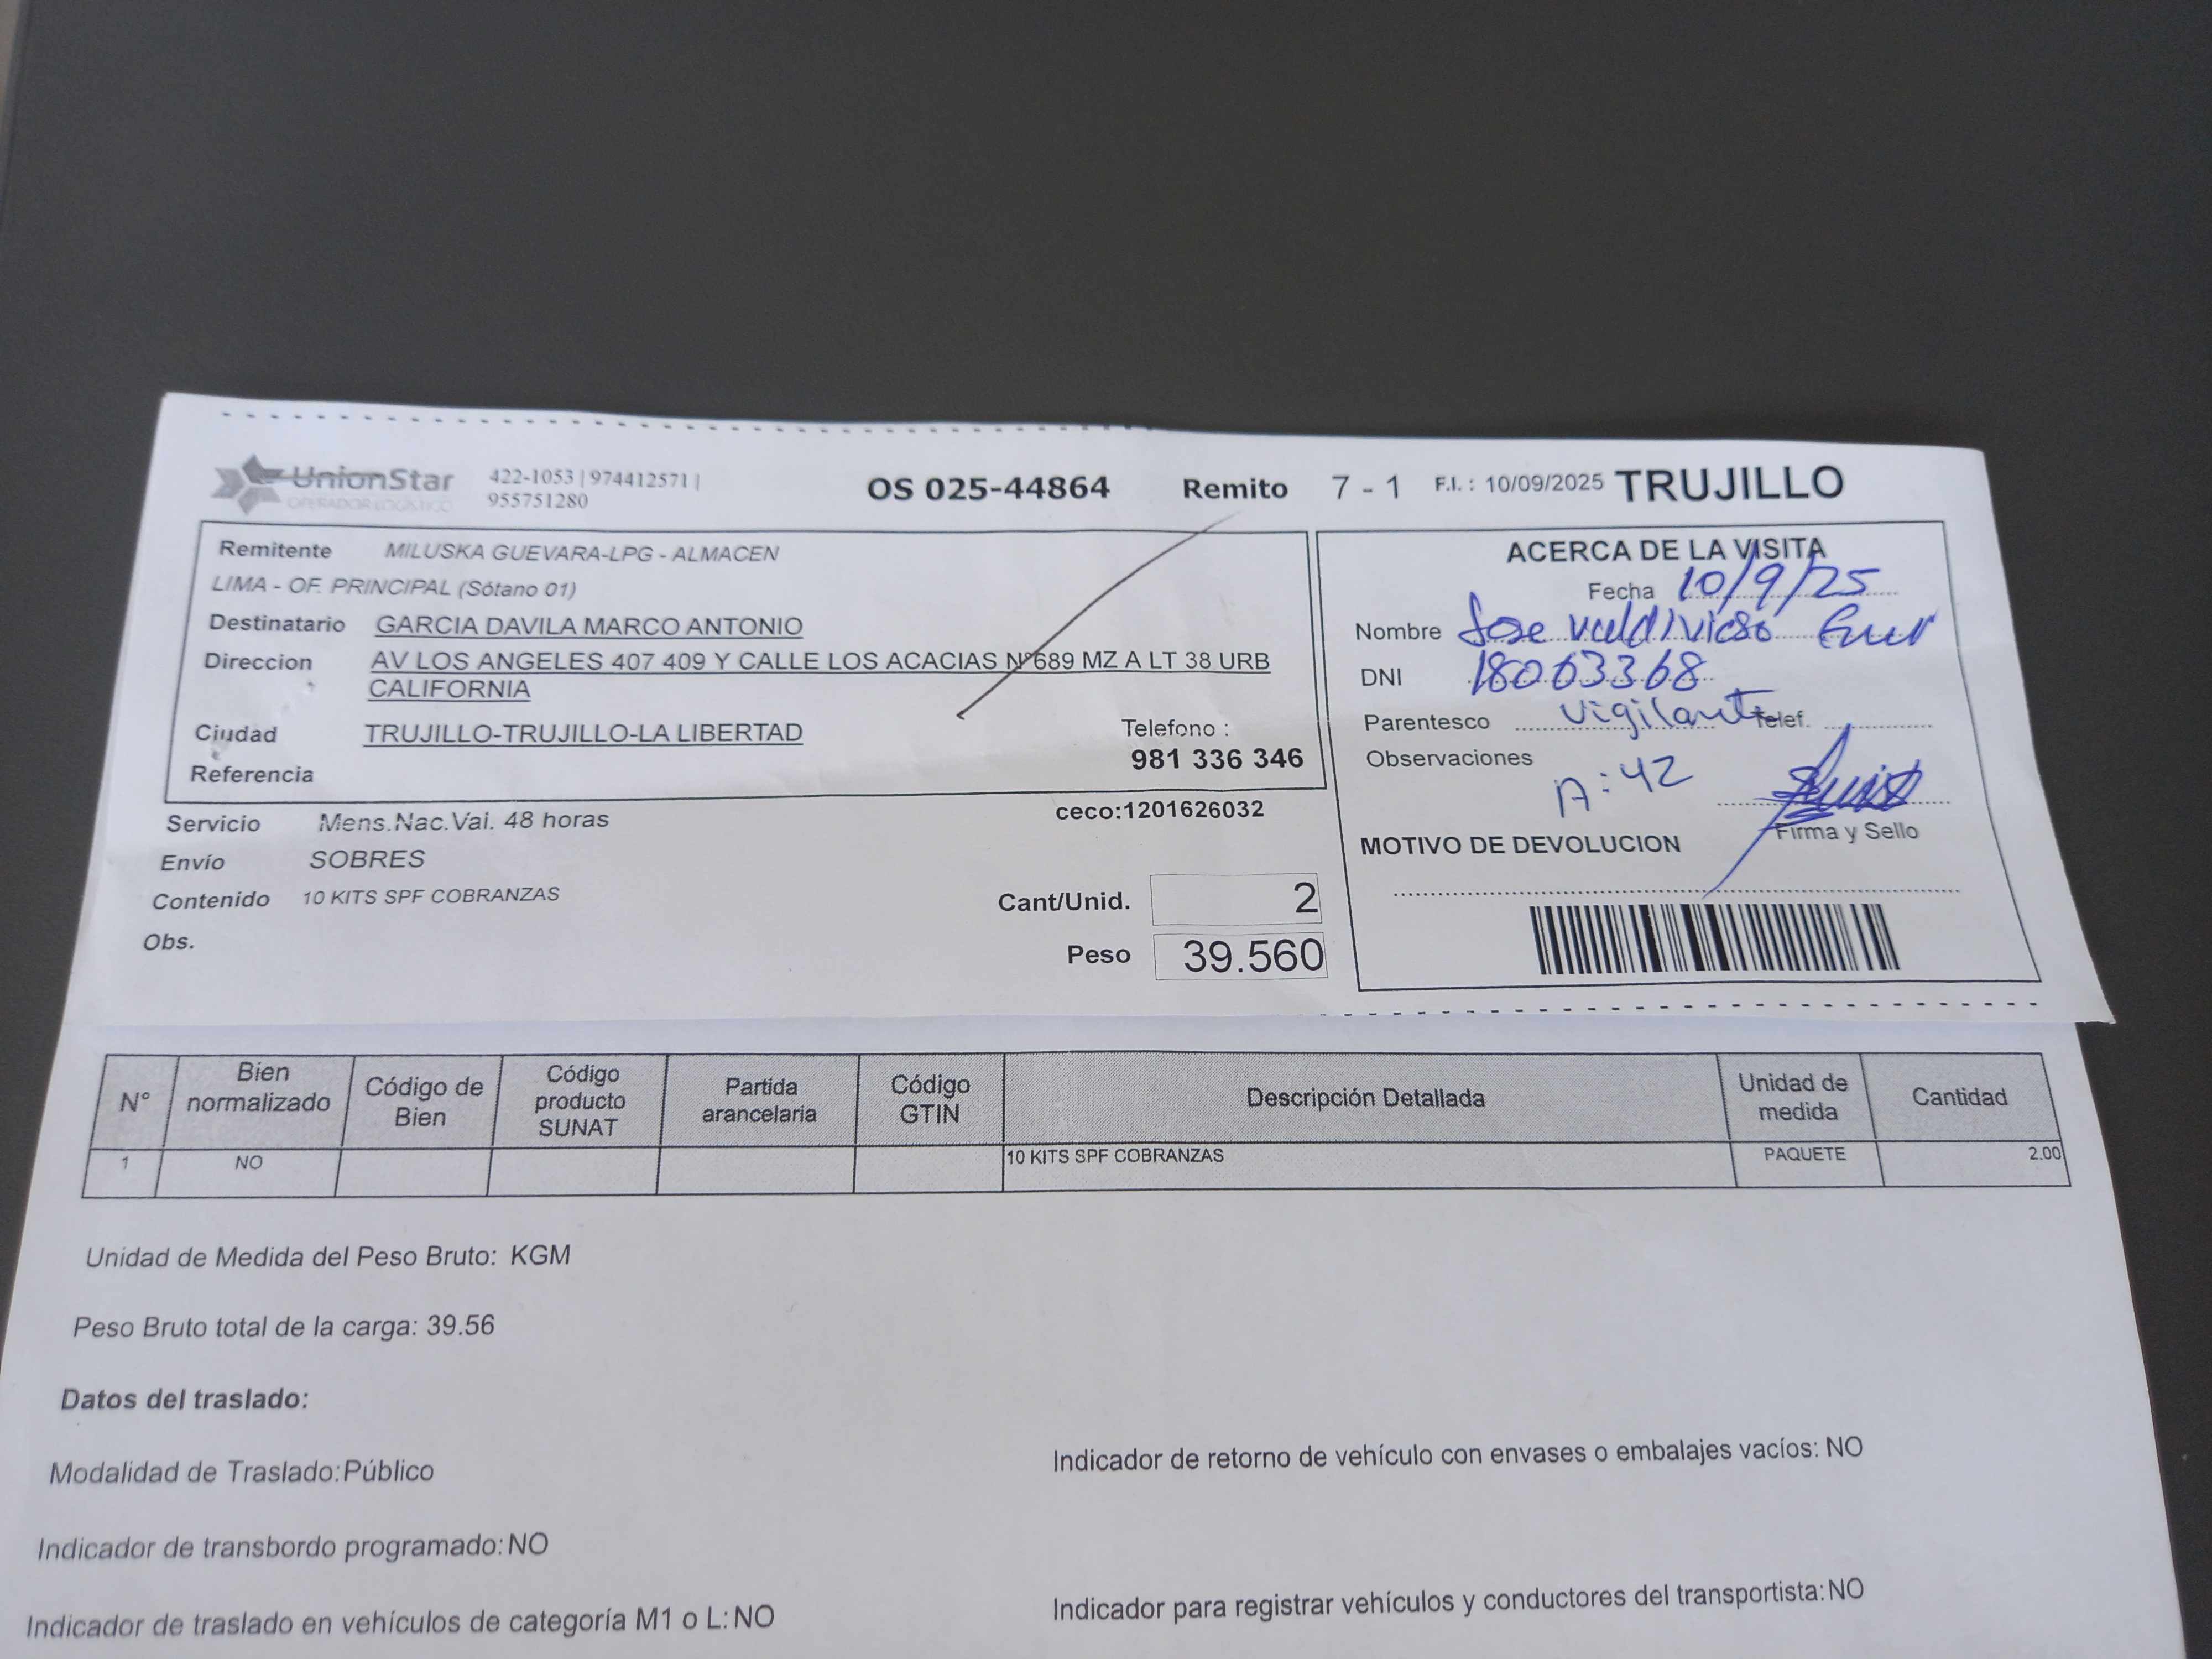 UnionStar
OPERADOR LOGÍSTICO
422-1053 | 974412571 |
955751280
OS 025-44864 Remito 7 - 1 F.I. : 10/09/2025 TRUJILLO
Remitente MILUSKA GUEVARA-LPG - ALMACEN
LIMA - OF. PRINCIPAL (Sótano 01)
Destinatario GARCIA DAVILA MARCO ANTONIO
Direccion AV LOS ANGELES 407 409 Y CALLE LOS ACACIAS N°689 MZ A LT 38 URB
CALIFORNIA
Ciudad TRUJILLO-TRUJILLO-LA LIBERTAD
Telefono :
981 336 346
Referencia
ceco:1201626032
Servicio Mens.Nac.Val. 48 horas
Envío SOBRES
Contenido 10 KITS SPF COBRANZAS
Obs.
Cant/Unid. 2
Peso 39.560
ACERCA DE LA VISITA
Fecha 10/9/25
Nombre Jose Valdivieso
DNI 18063368
Parentesco Vigilante Telef.
Observaciones
A: 42
Firma y Sello
MOTIVO DE DEVOLUCION
N° Bien normalizado Código de Bien Código producto SUNAT Partida arancelaria Código GTIN Descripción Detallada Unidad de medida Cantidad
1 NO 10 KITS SPF COBRANZAS PAQUETE 2.00
Unidad de Medida del Peso Bruto: KGM
Peso Bruto total de la carga: 39.56
Datos del traslado:
Modalidad de Traslado:Público
Indicador de retorno de vehículo con envases o embalajes vacíos: NO
Indicador de transbordo programado:NO
Indicador de traslado en vehículos de categoría M1 o L:NO
Indicador para registrar vehículos y conductores del transportista:NO